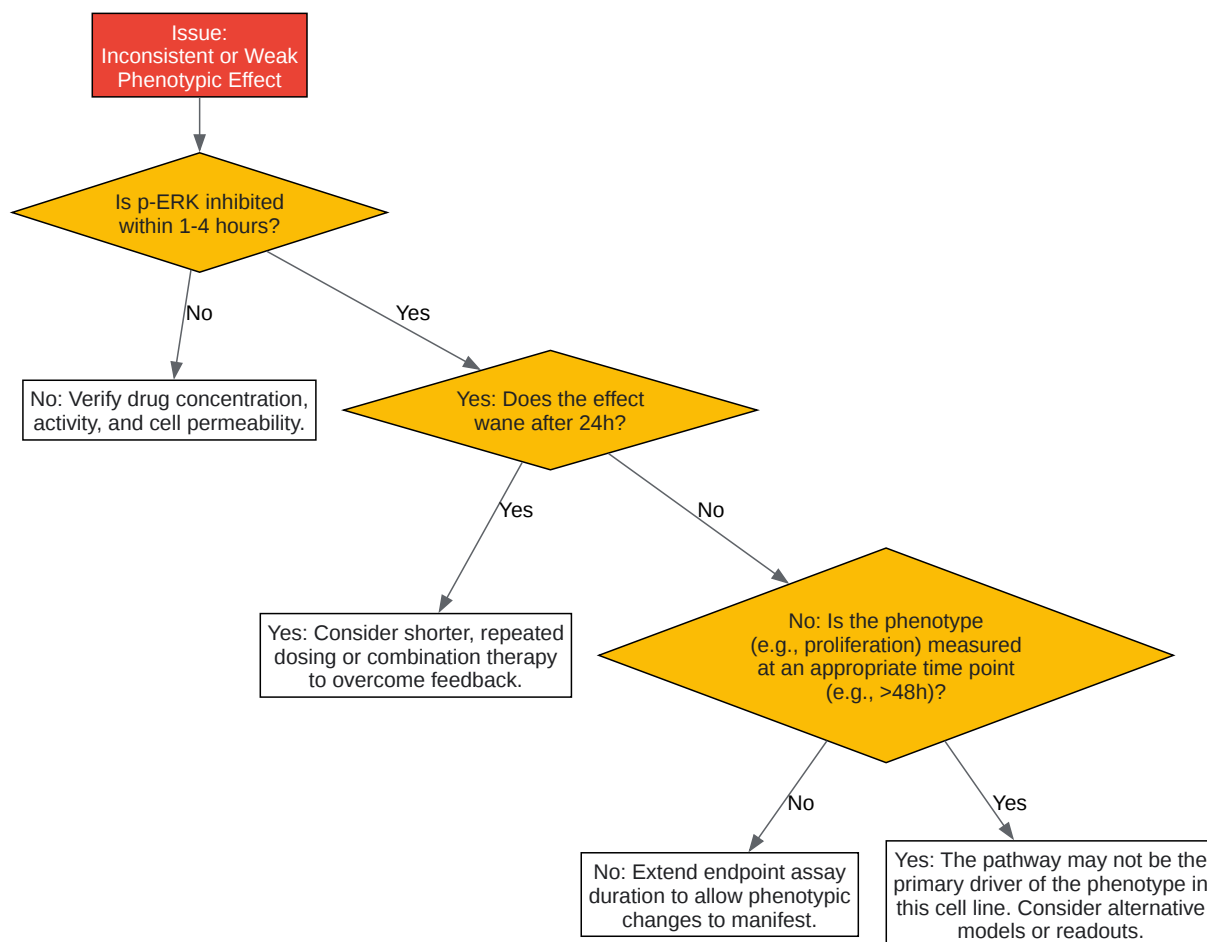 Issue:
Inconsistent or Weak
Phenotypic Effect
Is p-ERK inhibited
within 1-4 hours?
No
Yes
No: Verify drug concentration,
activity, and cell permeability.
Yes: Does the effect
wane after 24h?
Yes
No
Yes: Consider shorter, repeated
dosing or combination therapy
to overcome feedback.
No: Is the phenotype
(e.g., proliferation) measured
at an appropriate time point
(e.g., >48h)?
No
Yes
No: Extend endpoint assay
duration to allow phenotypic
changes to manifest.
Yes: The pathway may not be the
primary driver of the phenotype in
this cell line. Consider alternative
models or readouts.